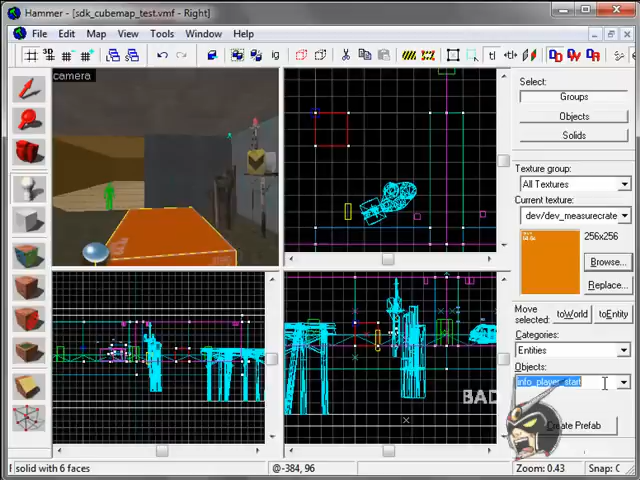 Hammer - [sdk_cubemap_test.vmf - Right]
File Edit Map View Tools Window Help
camera
Select:
Groups
Objects
Solids
Texture group:
All Textures
Current texture:
dev/dev_measurecrate
256x256
Browse...
Replace...
Move
selected:
toWorld
toEntity
Categories:
Entities
Objects:
info_player_start
BAD
Create Prefab
solid with 6 faces
@-384, 96
Zoom: 0.43
Snap: C